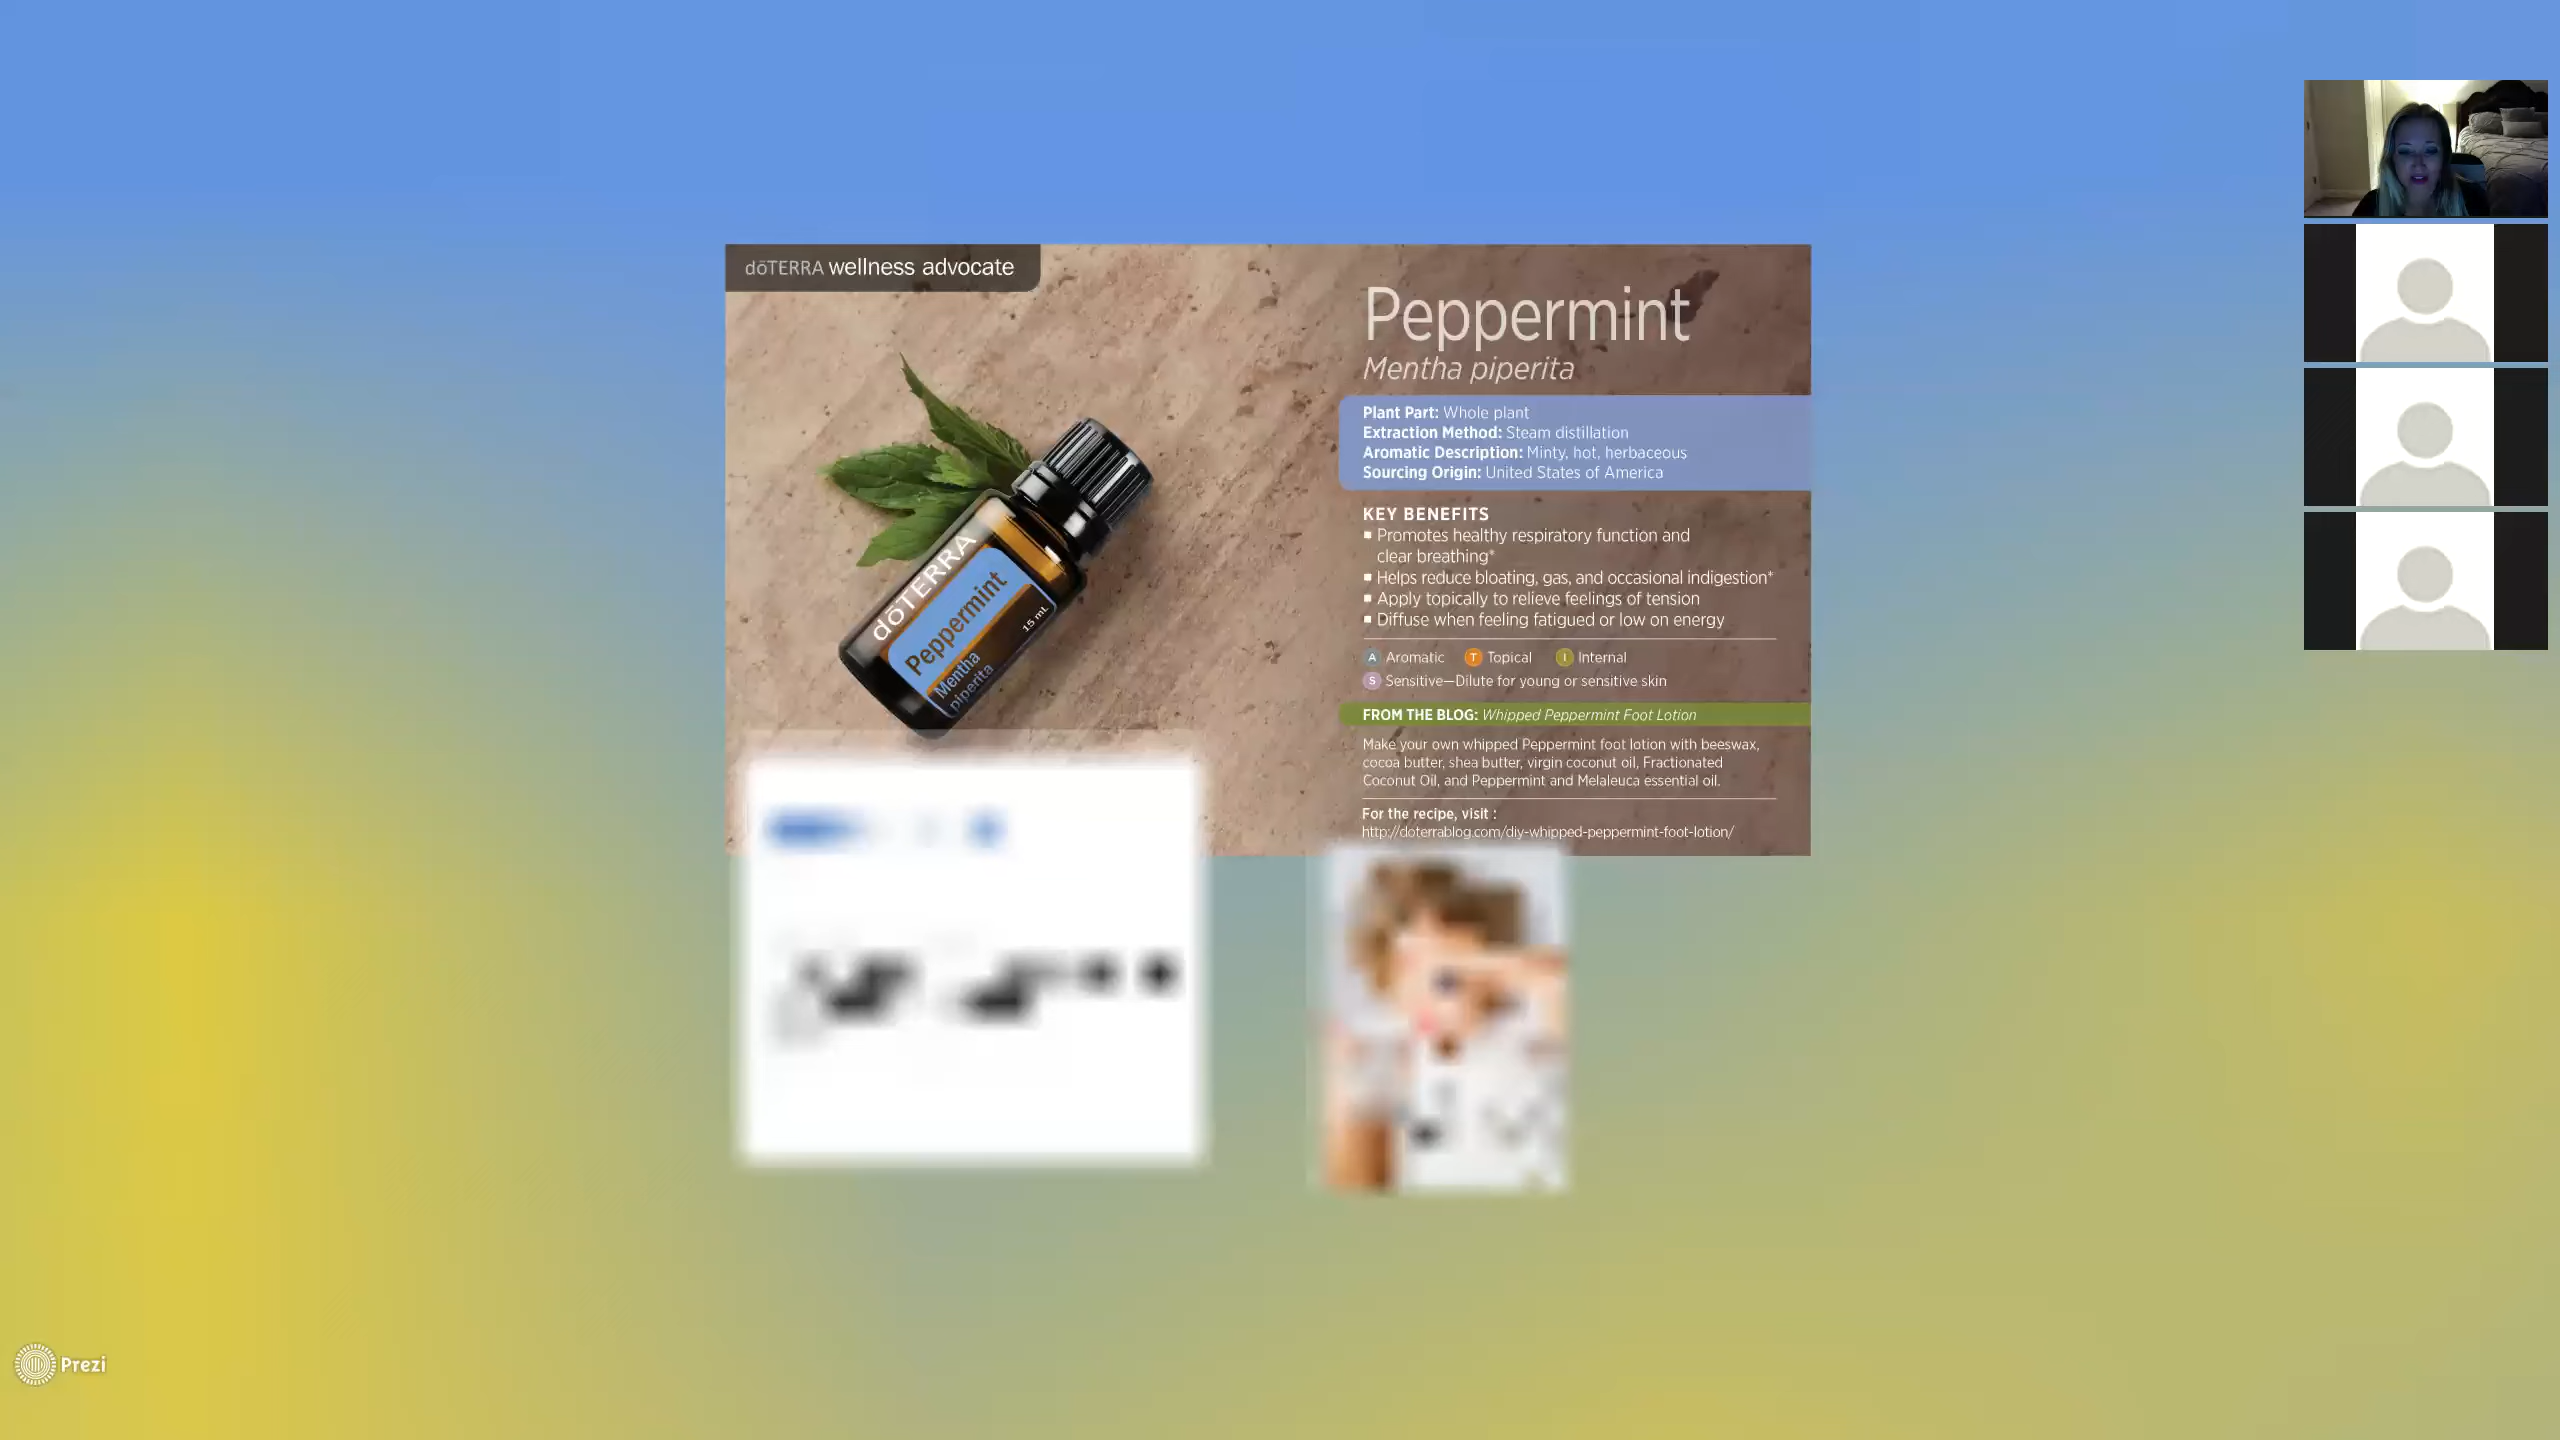 dōTERRA wellness advocate
Peppermint
Mentha piperita
Plant Part: Whole plant
Extraction Method: Steam distillation
Aromatic Description: Minty, hot, herbaceous
Sourcing Origin: United States of America
KEY BENEFITS
▪ Promotes healthy respiratory function and
clear breathing*
▪ Helps reduce bloating, gas, and occasional indigestion*
▪ Apply topically to relieve feelings of tension
▪ Diffuse when feeling fatigued or low on energy
A Aromatic T Topical I Internal
S Sensitive—Dilute for young or sensitive skin
FROM THE BLOG: Whipped Peppermint Foot Lotion
Make your own whipped Peppermint foot lotion with beeswax,
cocoa butter, shea butter, virgin coconut oil, Fractionated
Coconut Oil, and Peppermint and Melaleuca essential oil.
For the recipe, visit :
http://doterrablog.com/diy-whipped-peppermint-foot-lotion/
dōTERRA
Peppermint
Mentha
piperita
15 mL
Prezi